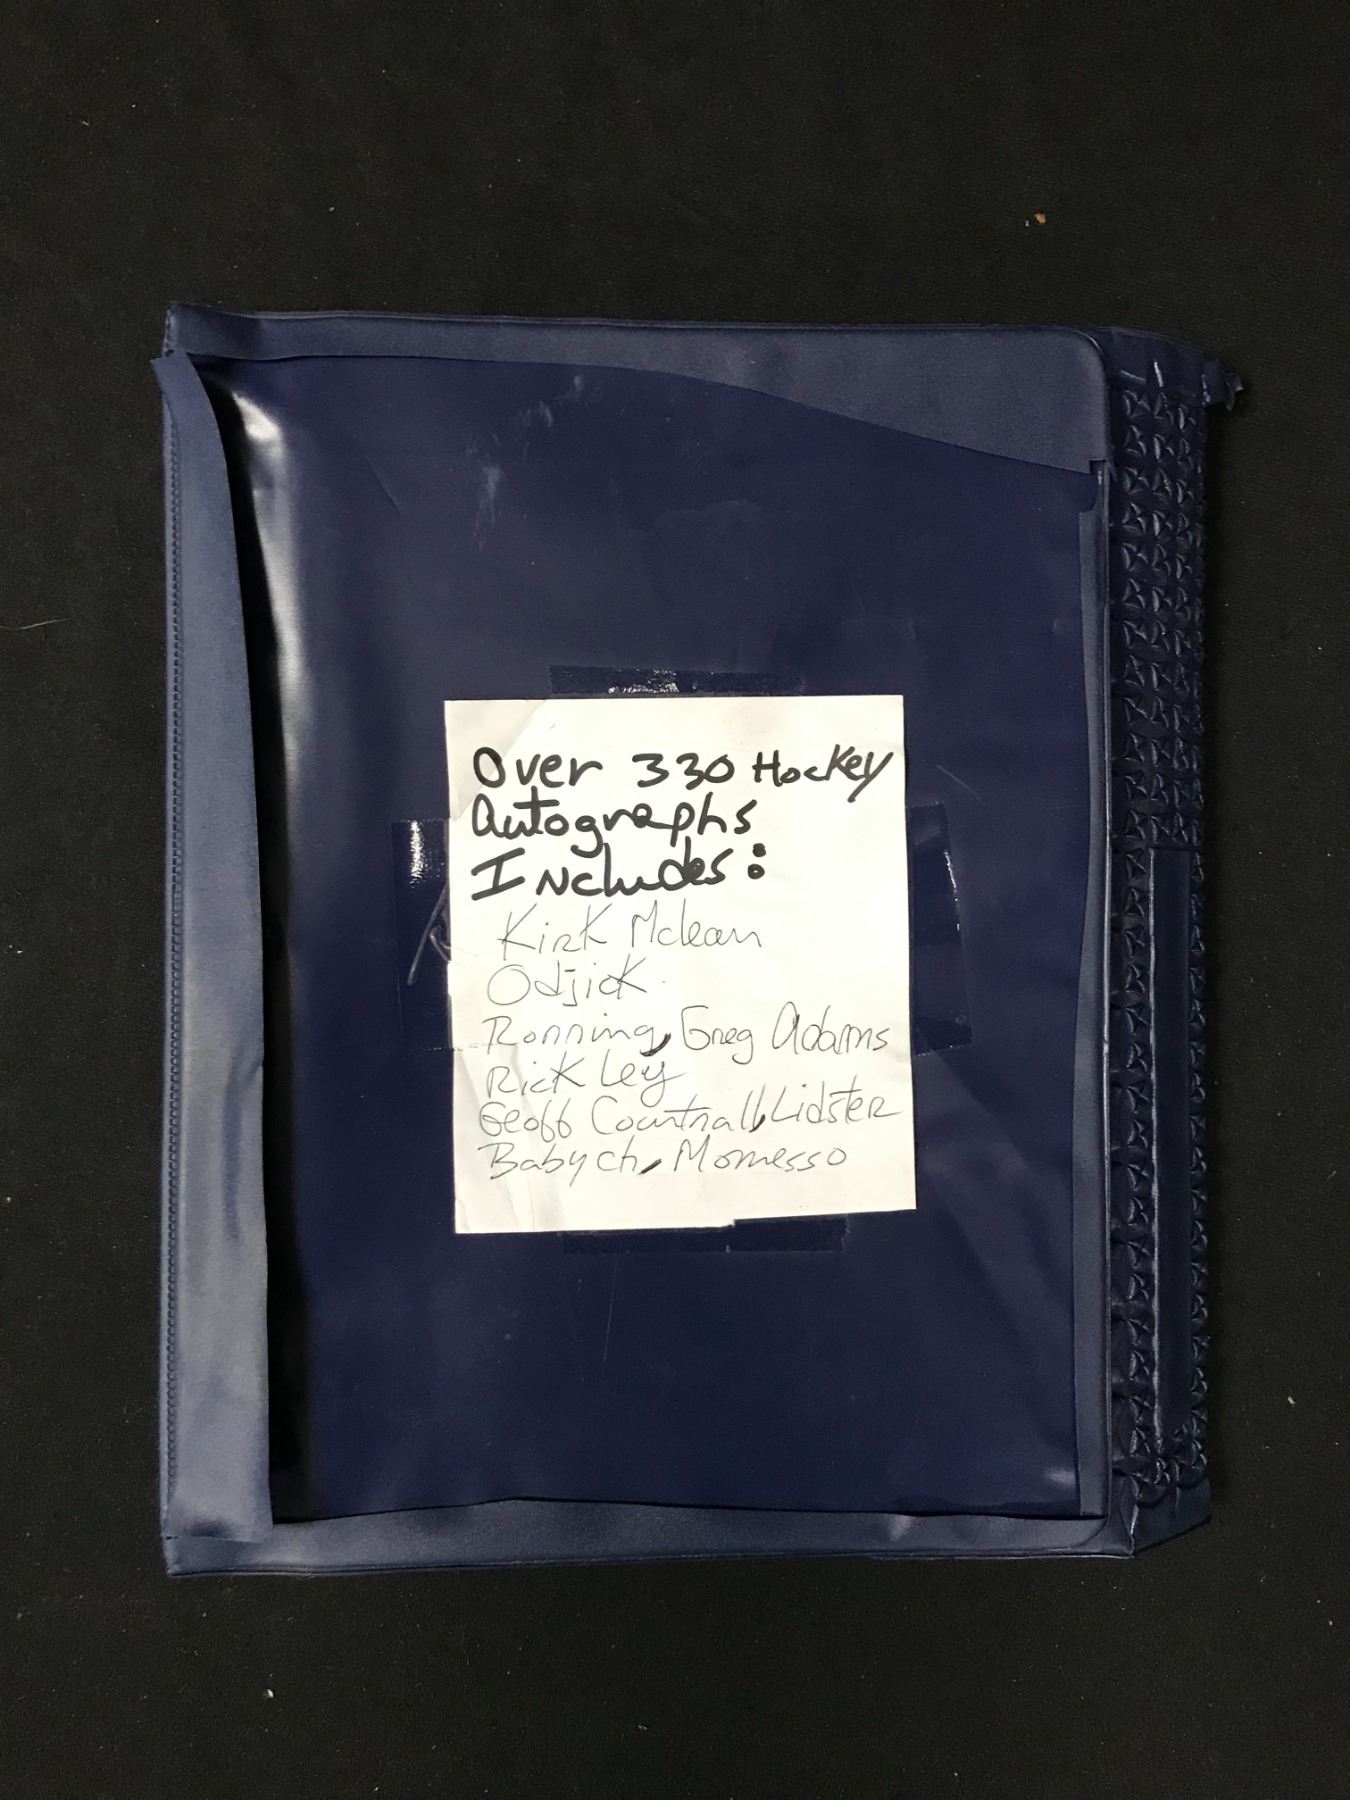 Over 330 Hockey
Autographs
Includes:
Kirk Mclean
Odjick
Ronning, Greg Adams
Rick Ley
Geoff Courtnall, Lidster
Babych, Momesso